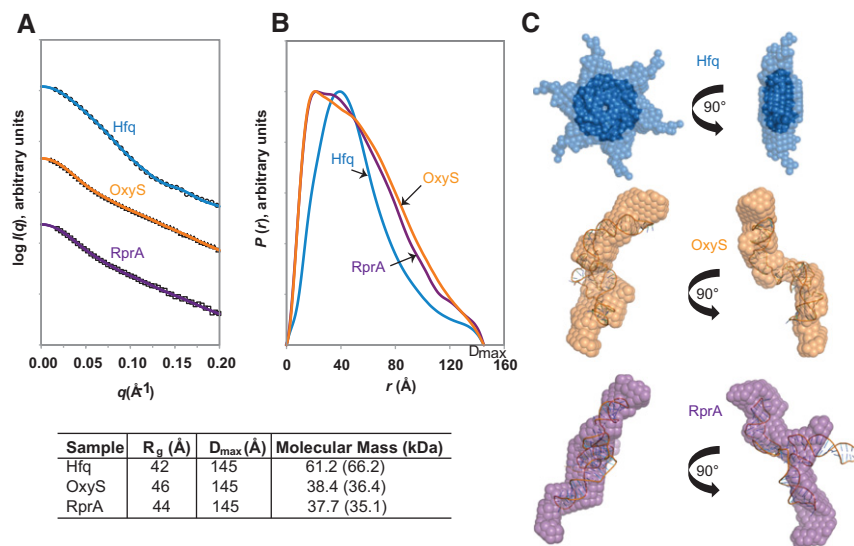 A
log I(q), arbitrary units
Hfq
OxyS
RprA
0.00 0.05 0.10 0.15 0.20
q(Å-1)
B
P (r), arbitrary units
Hfq
OxyS
RprA
Dmax
0 40 80 120 160
r (Å)
C
Hfq
90°
OxyS
90°
RprA
90°
Sample Rg (Å) Dmax (Å) Molecular Mass (kDa)
Hfq 42 145 61.2 (66.2)
OxyS 46 145 38.4 (36.4)
RprA 44 145 37.7 (35.1)